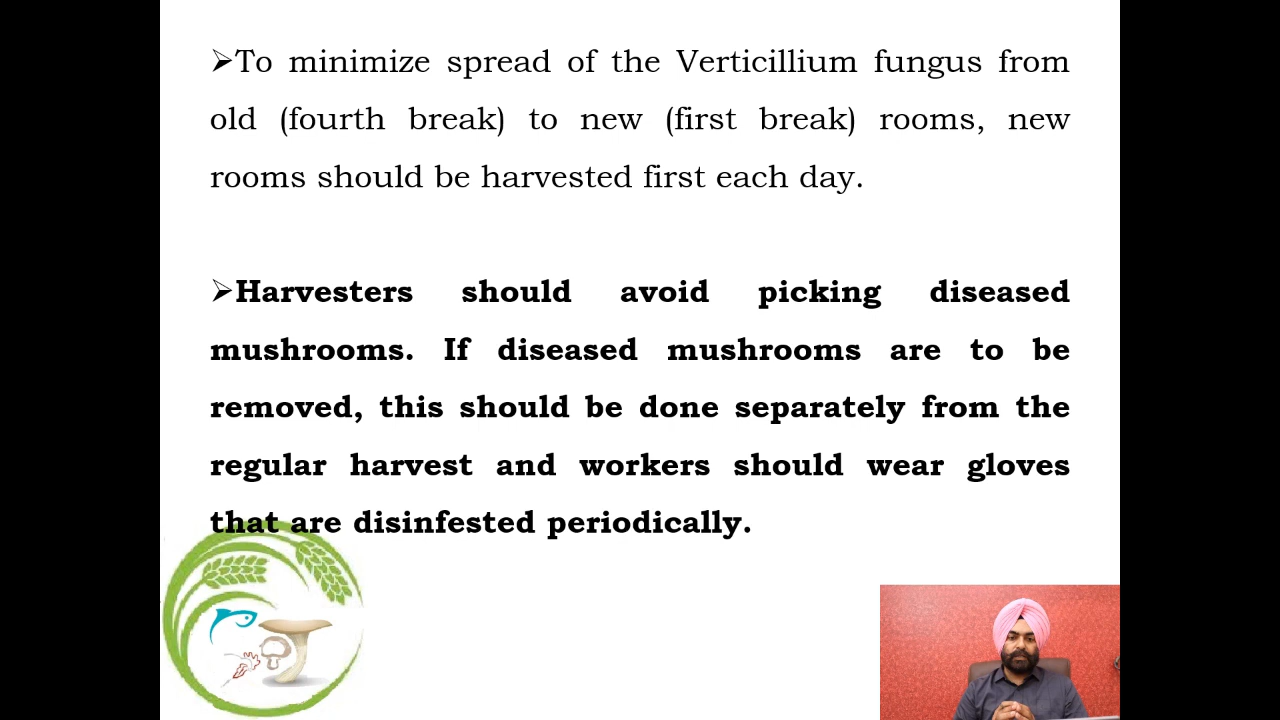 ➢To minimize spread of the Verticillium fungus from
old (fourth break) to new (first break) rooms, new
rooms should be harvested first each day.
➢Harvesters should avoid picking diseased
mushrooms. If diseased mushrooms are to be
removed, this should be done separately from the
regular harvest and workers should wear gloves
that are disinfested periodically.